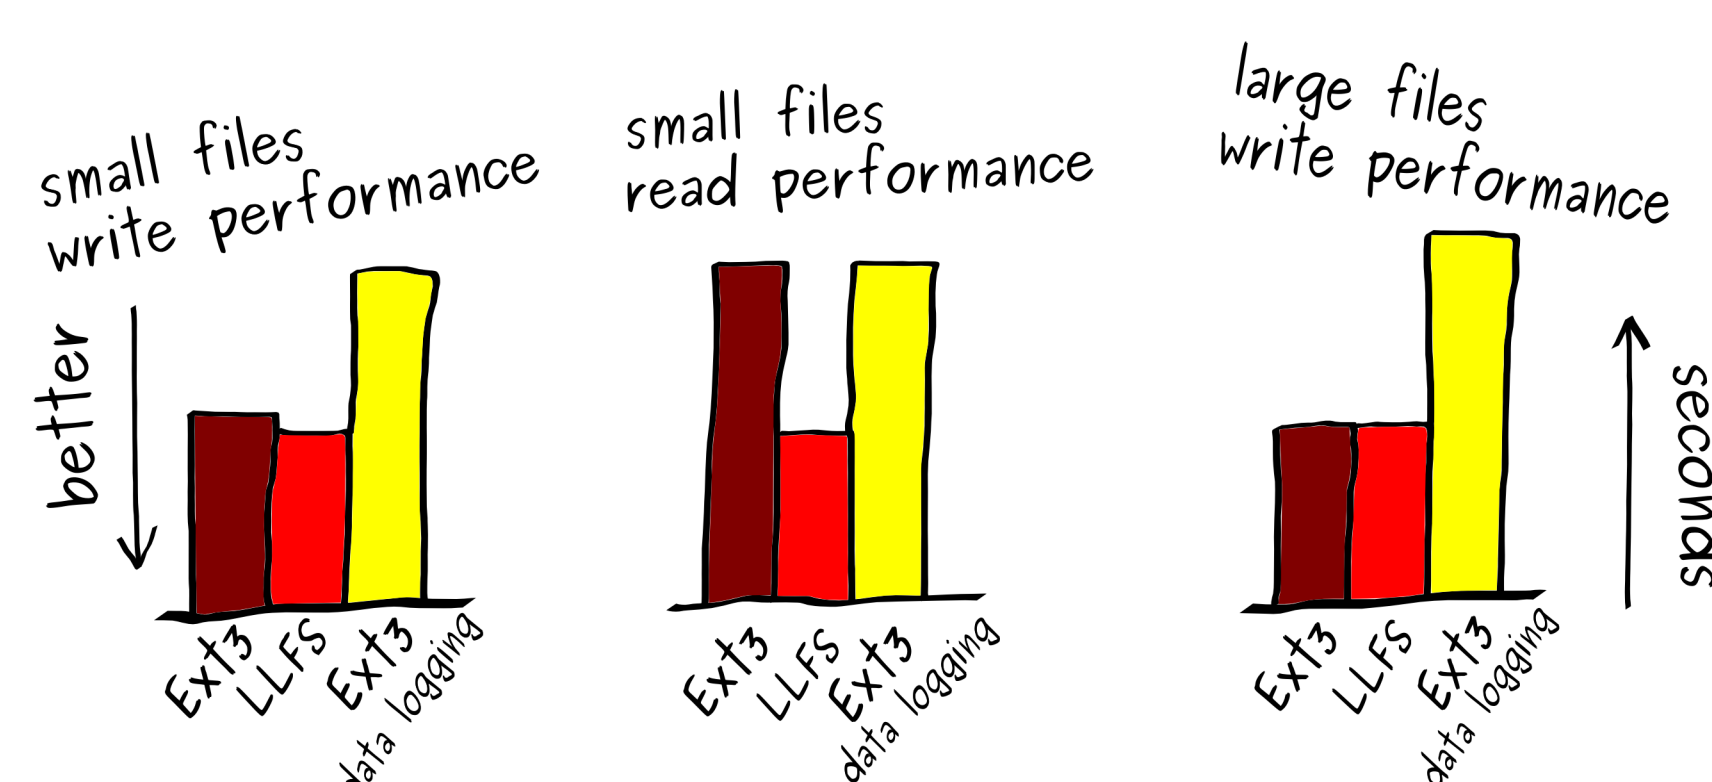 small files
write performance
small files
read performance
large files
write performance
better
seconds
Ext3
LLFS
Ext3
data logging
Ext3
LLFS
Ext3
data logging
Ext3
LLFS
Ext3
data logging